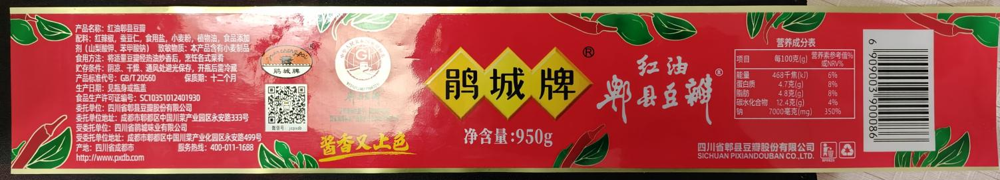 产品名称：红油郫县豆瓣
配料：红辣椒，蚕豆仁，食用盐，小麦粉，植物油，食品添加
剂（山梨酸钾、苯甲酸钠） 致敏物质：本产品含有小麦制品
食用方法：将适量豆瓣经热油炒香后，烹饪各式菜肴
贮存条件：阴凉、干燥、通风处避光保存，开瓶后需冷藏
产品标准代号：GB/T 20560 保质期：十二个月
生产日期：见瓶身或瓶盖
食品生产许可证编号：SC10351012401930
委托单位：四川省郫县豆瓣股份有限公司
委托单位地址：成都市郫都区中国川菜产业园区永安路333号
受委托单位：四川省鹃城味业有限公司
受委托单位地址：成都市郫都区中国川菜产业化园区永安路499号
产地：四川省成都市 服务热线：400-011-1688
http://www.pxdb.com
鹃城牌
微信号：jcpxdb
GI
酱香又上色
鹃城牌®
净含量：950g
红油
郫县豆瓣®
营养成分表
项目 每100克(g) 营养素参考值%或NRV%
能量 468千焦(kJ) 6%
蛋白质 4.7克(g) 8%
脂肪 4.8克(g) 8%
碳水化合物 12.4克(g) 4%
钠 7000毫克(mg) 350%
四川省郫县豆瓣股份有限公司
SICHUAN PIXIANDOUBAN CO.,LTD.
6 909003 900086